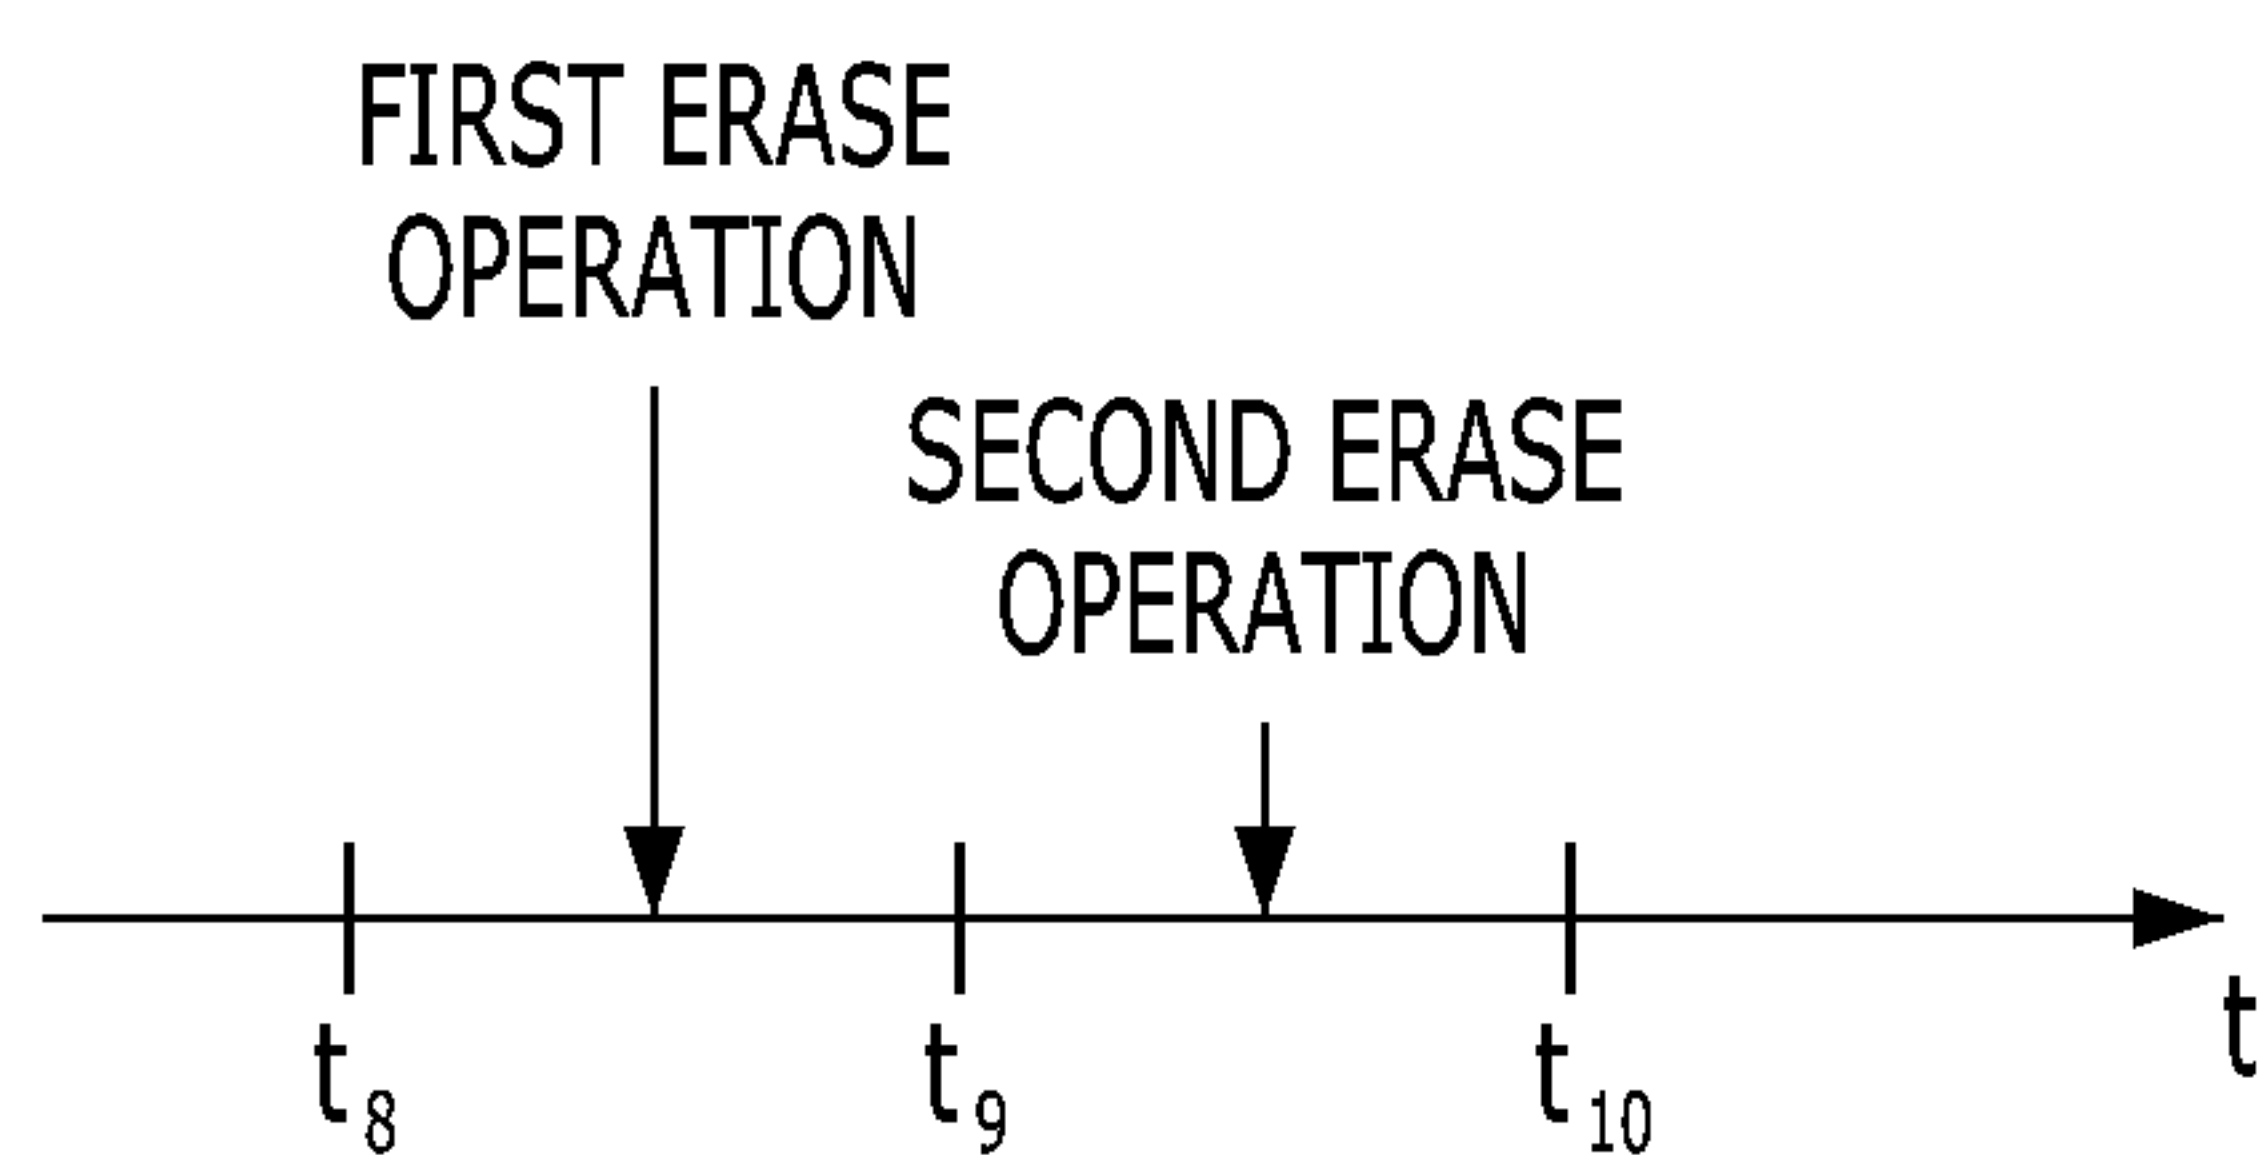 FIRST ERASE
OPERATION
SECOND ERASE
OPERATION
t8
t9
t10
t